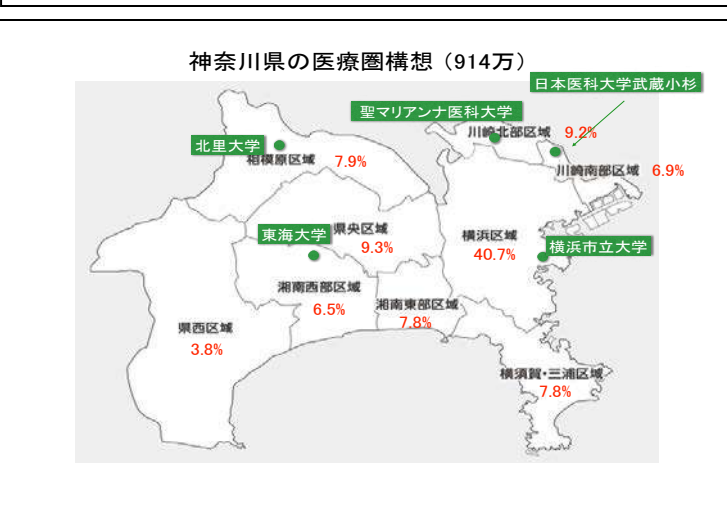 神奈川県の医療圏構想（914万）
日本医科大学武蔵小杉
聖マリアンナ医科大学
川崎北部区域 9.2%
北里大学
相模原区域 7.9%
川崎南部区域 6.9%
東海大学
県央区域
9.3%
横浜区域
40.7%
横浜市立大学
湘南西部区域
6.5%
湘南東部区域
7.8%
県西区域
3.8%
横須賀・三浦区域
7.8%